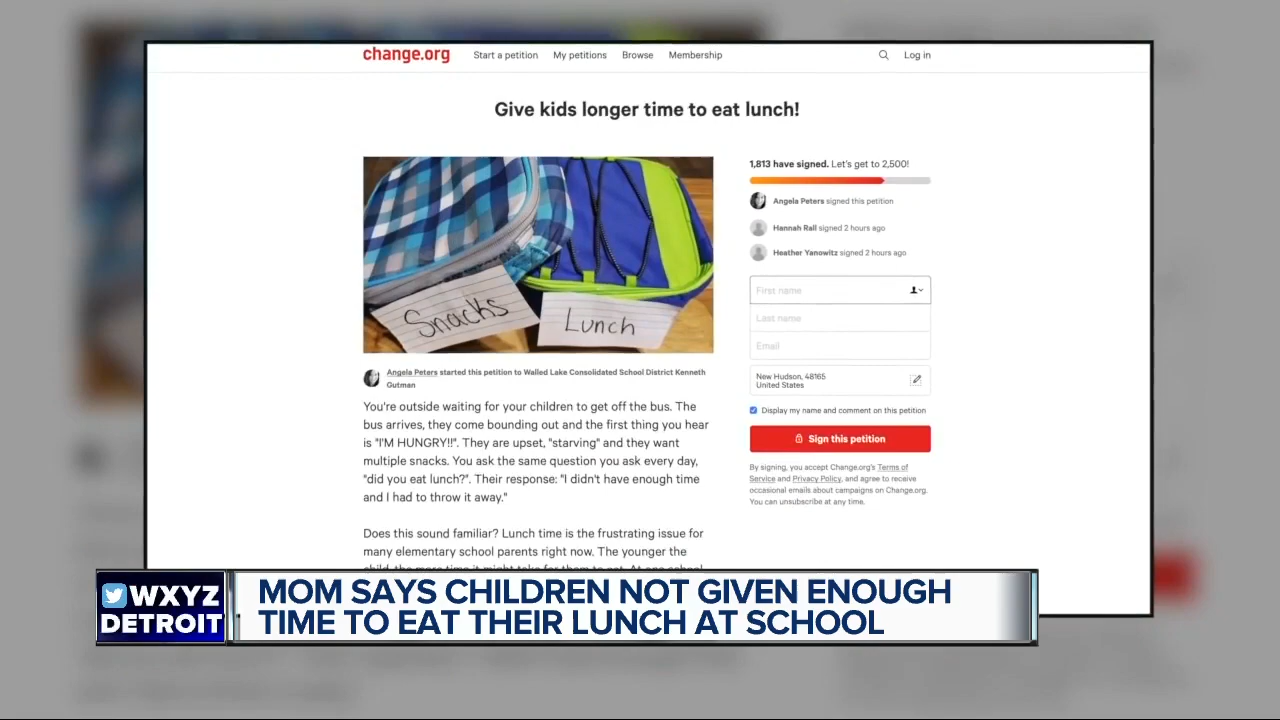 change.org
Start a petition
My petitions
Browse
Membership
Log in
Give kids longer time to eat lunch!
Snacks
Lunch
Angela Peters started this petition to Walled Lake Consolidated School District Kenneth
Gutman
You're outside waiting for your children to get off the bus. The
bus arrives, they come bounding out and the first thing you hear
is "I'M HUNGRY!!". They are upset, "starving" and they want
multiple snacks. You ask the same question you ask every day,
"did you eat lunch?". Their response: "I didn't have enough time
and I had to throw it away."
Does this sound familiar? Lunch time is the frustrating issue for
many elementary school parents right now. The younger the
1,813 have signed. Let's get to 2,500!
Angela Peters signed this petition
Hannah Rall signed 2 hours ago
Heather Yanowitz signed 2 hours ago
First name
Last name
Email
New Hudson, 48165
United States
Display my name and comment on this petition
Sign this petition
By signing, you accept Change.org's Terms of
Service and Privacy Policy, and agree to receive
occasional emails about campaigns on Change.org.
You can unsubscribe at any time.
WXYZ
DETROIT
MOM SAYS CHILDREN NOT GIVEN ENOUGH
TIME TO EAT THEIR LUNCH AT SCHOOL